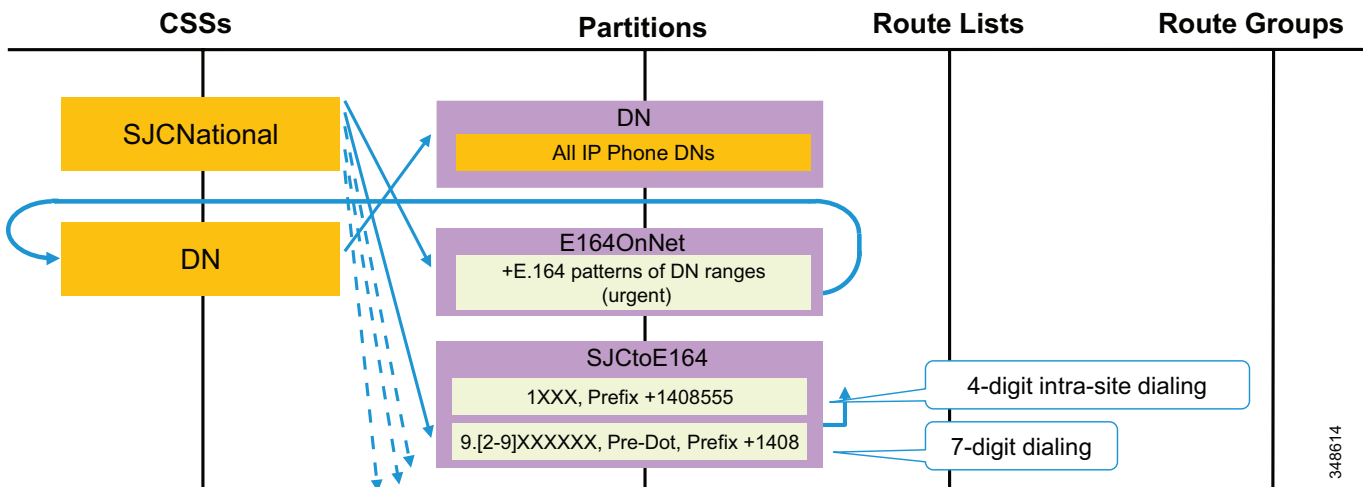 CSSs
Partitions
Route Lists
Route Groups
SJCNational
DN
DN
All IP Phone DNs
E164OnNet
+E.164 patterns of DN ranges
(urgent)
SJCtoE164
1XXX, Prefix +1408555
9.[2-9]XXXXXX, Pre-Dot, Prefix +1408
4-digit intra-site dialing
7-digit dialing
348614